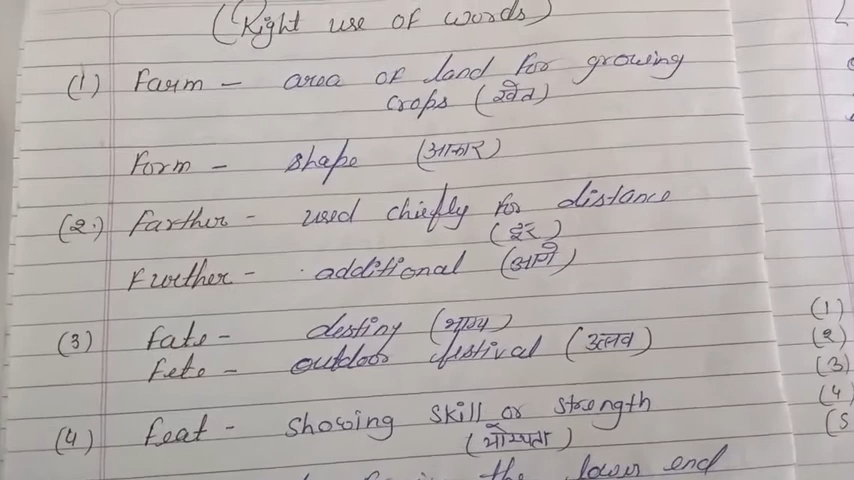 (Right use of words)
(1) Farm - area of land for growing
crops (खेत)
Form - shape (आकार)
(2.) Farther - used chiefly for distance
(दूर)
Further - additional (आगे)
(3) Fate - destiny (भाग्य)
Fete - outdoor festival (उत्सव)
(4) Feat - showing skill or strength
(योग्यता)
the lower end
(1)
(2)
(3)
(4
(5